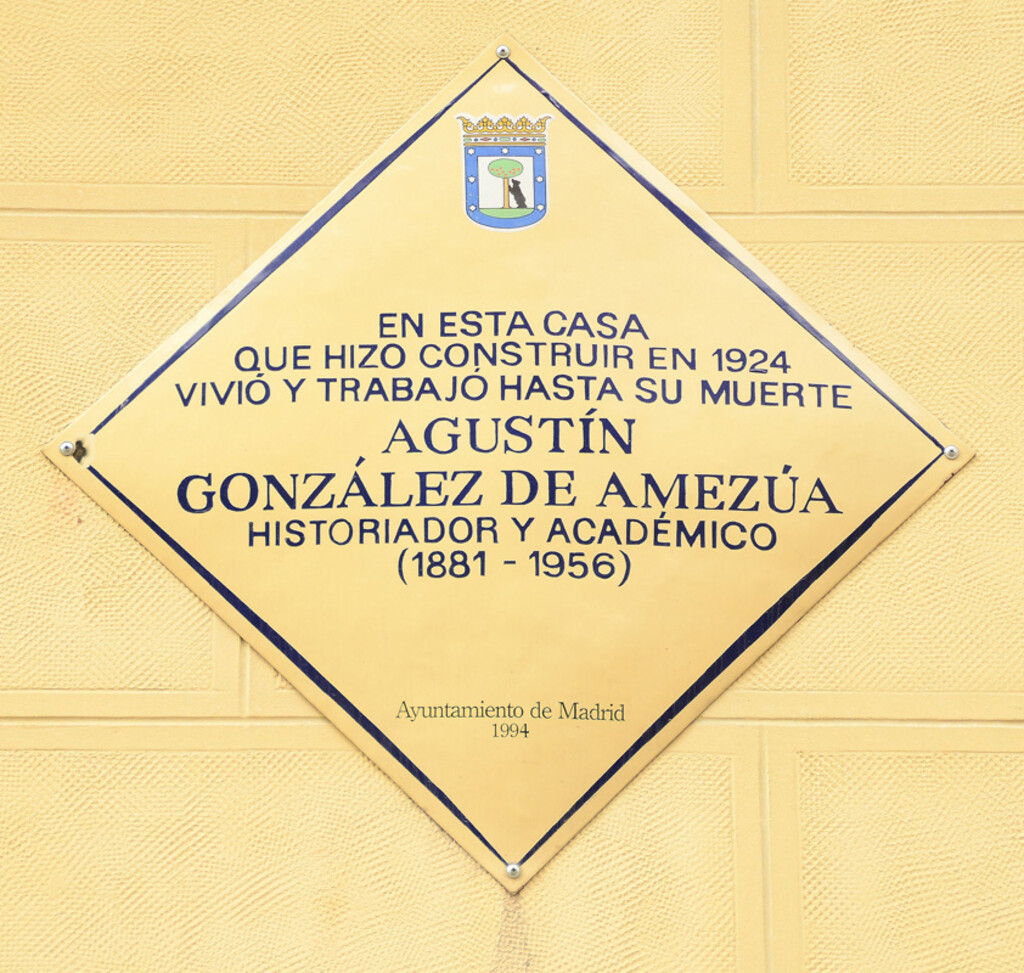 EN ESTA CASA
QUE HIZO CONSTRUIR EN 1924
VIVIÓ Y TRABAJÓ HASTA SU MUERTE
AGUSTÍN
GONZÁLEZ DE AMEZÚA
HISTORIADOR Y ACADÉMICO
(1881 - 1956)
Ayuntamiento de Madrid
1994